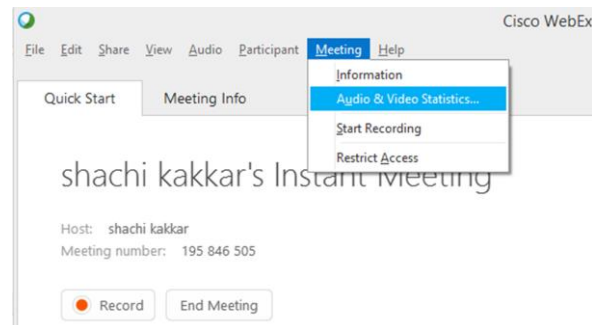 Cisco WebEx
File Edit Share View Audio Participant Meeting Help
Information
Quick Start Meeting Info Audio & Video Statistics...
Start Recording
Restrict Access
shachi kakkar's Instant Meeting
Host: shachi kakkar
Meeting number: 195 846 505
Record End Meeting